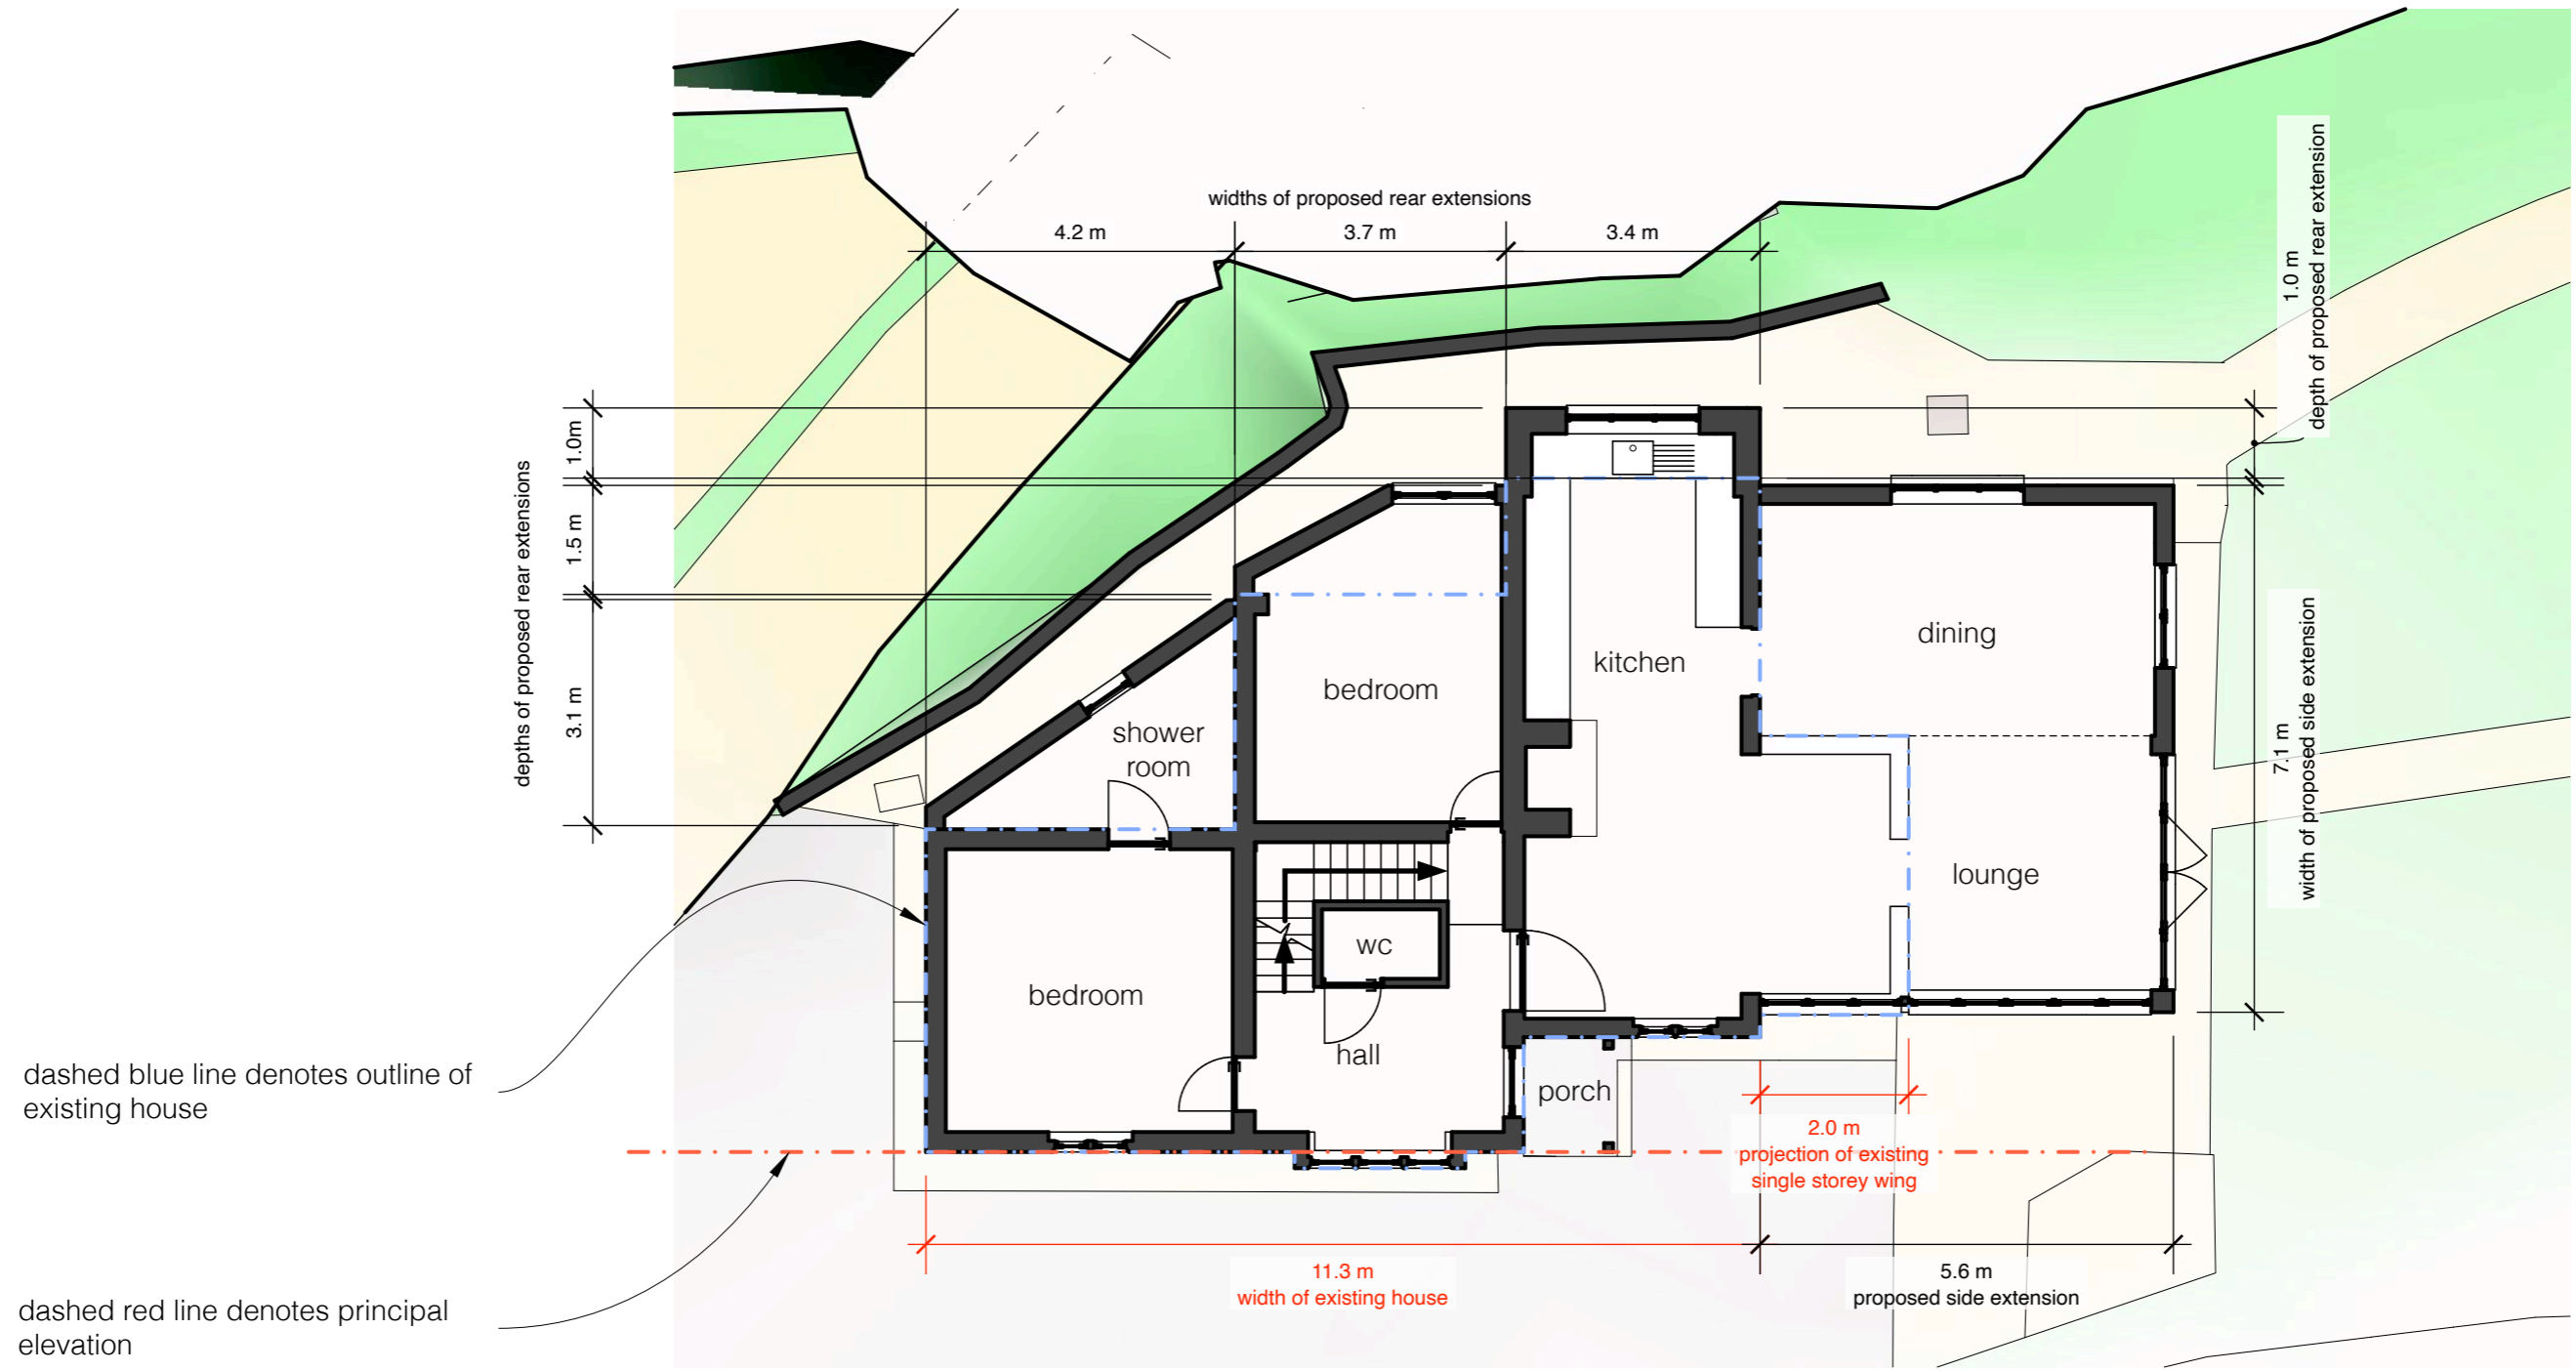 widths of proposed rear extensions
4.2 m
3.7 m
3.4 m
1.0 m
depth of proposed rear extension
depths of proposed rear extensions
1.0m
1.5 m
3.1 m
dining
kitchen
bedroom
shower
room
7.1 m
width of proposed side extension
lounge
wc
bedroom
hall
porch
dashed blue line denotes outline of
existing house
2.0 m
projection of existing
single storey wing
11.3 m
width of existing house
5.6 m
proposed side extension
dashed red line denotes principal
elevation